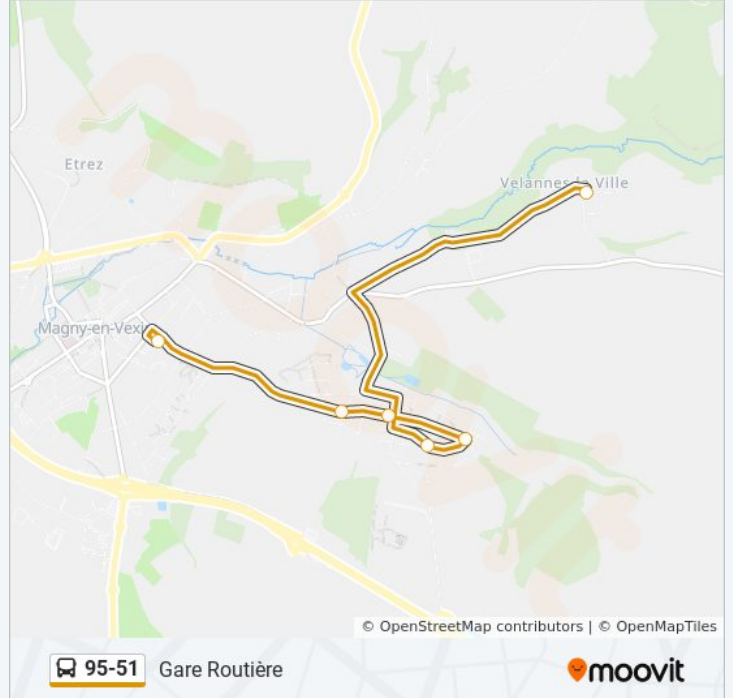 Etrez
Velannes la Ville
Magny-en-Vexin
© OpenStreetMap contributors | © OpenMapTiles
95-51 Gare Routière
moovit